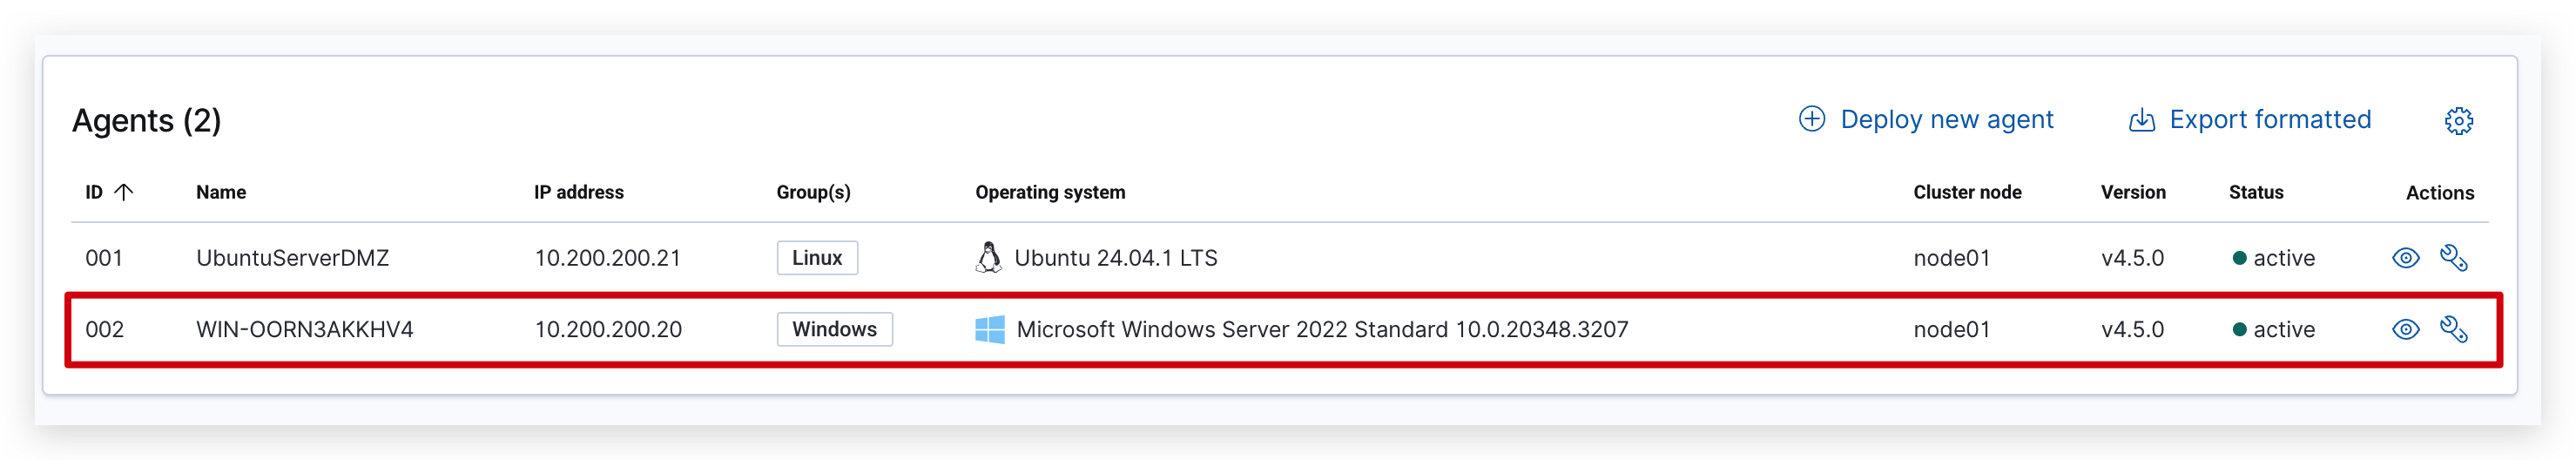 Agents (2)
Deploy new agent Export formatted
ID Name IP address Group(s) Operating system Cluster node Version Status Actions
001 UbuntuServerDMZ 10.200.200.21 Linux Ubuntu 24.04.1 LTS node01 v4.5.0 active
002 WIN-OORN3AKKHV4 10.200.200.20 Windows Microsoft Windows Server 2022 Standard 10.0.20348.3207 node01 v4.5.0 active